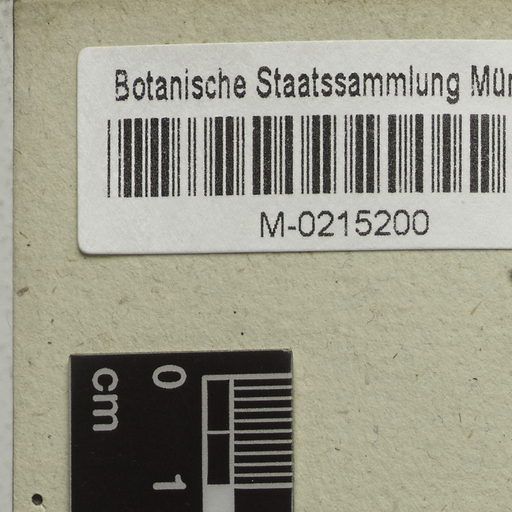 Botanische Staatssammlung Mün
M-0215200
0
1
cm